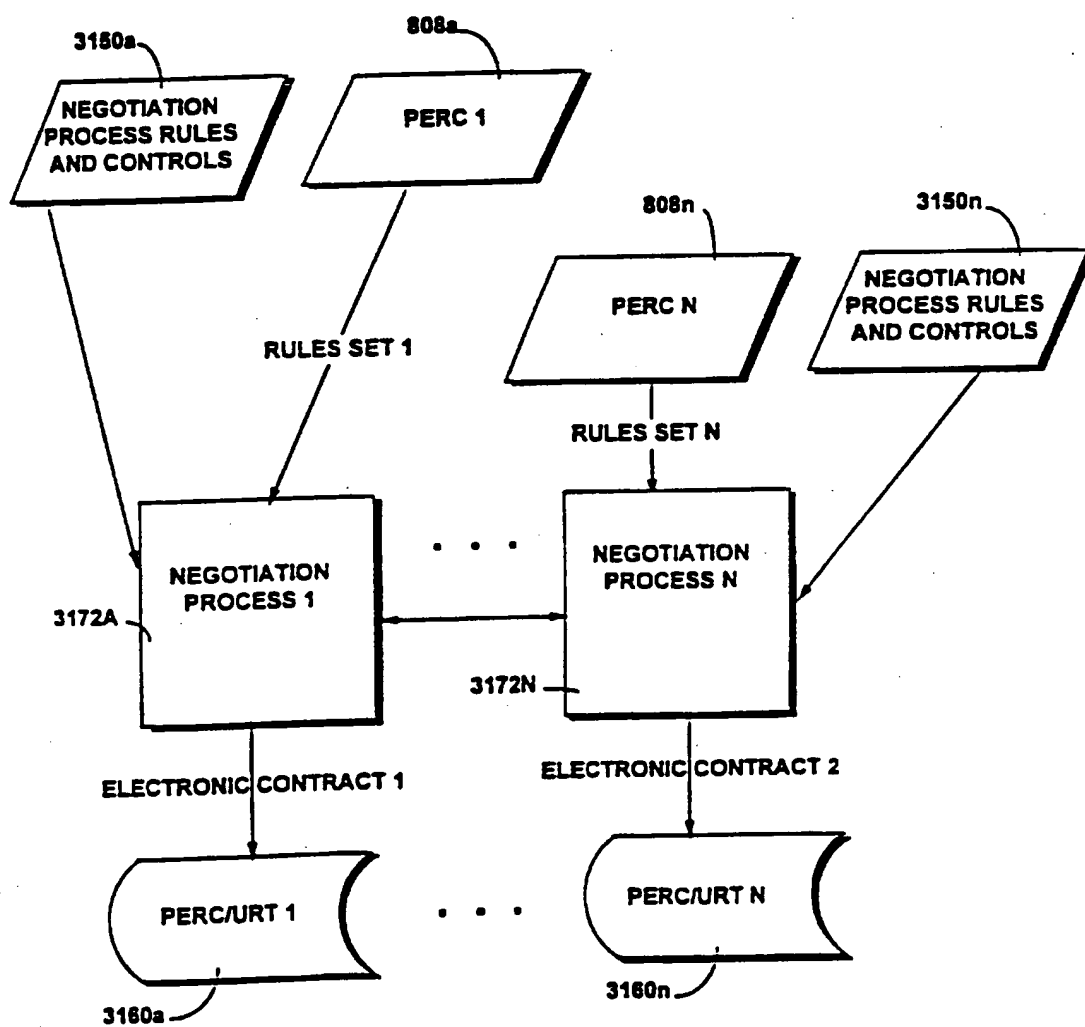 3150a
808a
NEGOTIATION
PROCESS RULES
AND CONTROLS
PERC 1
808n
3150n
PERC N
NEGOTIATION
PROCESS RULES
AND CONTROLS
RULES SET 1
RULES SET N
NEGOTIATION
PROCESS 1
. . .
NEGOTIATION
PROCESS N
3172A
3172N
ELECTRONIC CONTRACT 1
ELECTRONIC CONTRACT 2
PERC/URT 1
. . .
PERC/URT N
3160a
3160n